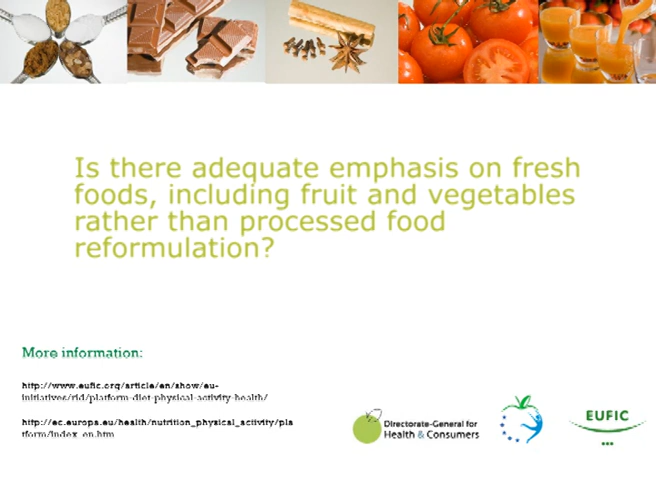 Is there adequate emphasis on fresh
foods, including fruit and vegetables
rather than processed food
reformulation?
More information:
http://www.eufic.org/article/en/show/eu-
initiatives/rid/platform-diet-physical-activity-health/
http://ec.europa.eu/health/nutrition_physical_activity/pla
tform/index_en.htm
Directorate-General for
Health & Consumers
EUFIC